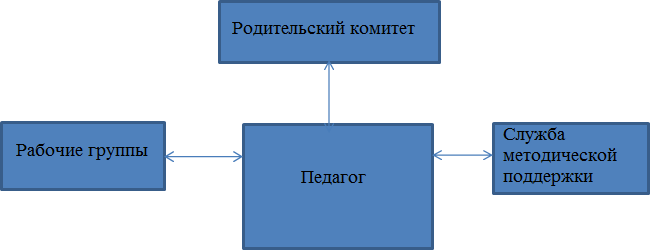 Родительский комитет
Рабочие группы
Педагог
Служба
методической
поддержки